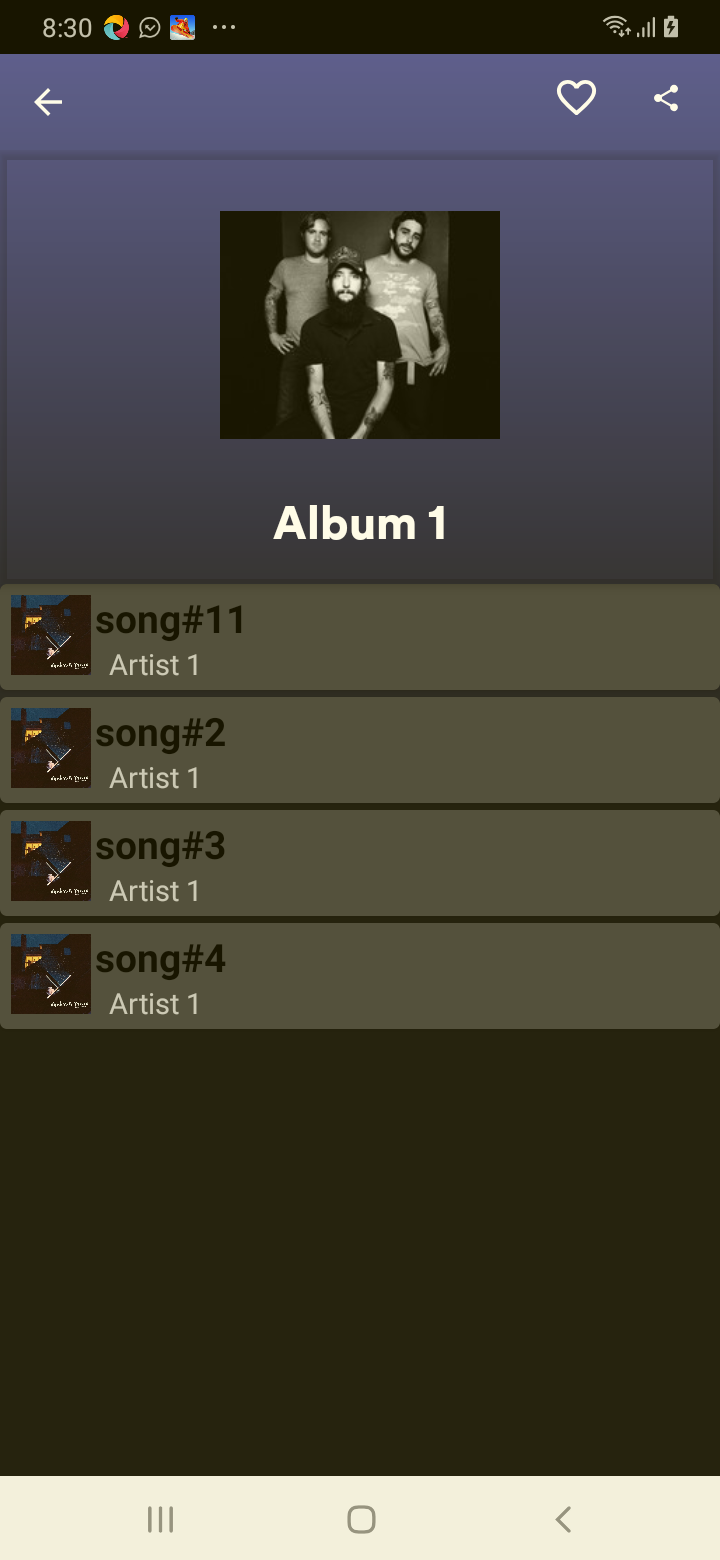 8:30
Album 1
song#11
Artist 1
song#2
Artist 1
song#3
Artist 1
song#4
Artist 1